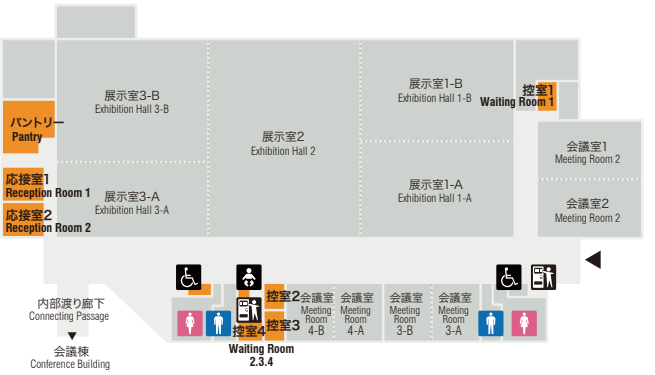 展示室3-B
Exhibition Hall 3-B
展示室2
Exhibition Hall 2
展示室1-B
Exhibition Hall 1-B
控室1
Waiting Room 1
パントリー
Pantry
会議室1
Meeting Room 2
応接室1
Reception Room 1
展示室3-A
Exhibition Hall 3-A
展示室1-A
Exhibition Hall 1-A
会議室2
Meeting Room 2
応接室2
Reception Room 2
内部渡り廊下
Connecting Passage
会議棟
Conference Building
控室2
控室3
控室4
Waiting Room
2.3.4
会議室
Meeting
Room
4-B
会議室
Meeting
Room
4-A
会議室
Meeting
Room
3-B
会議室
Meeting
Room
3-A